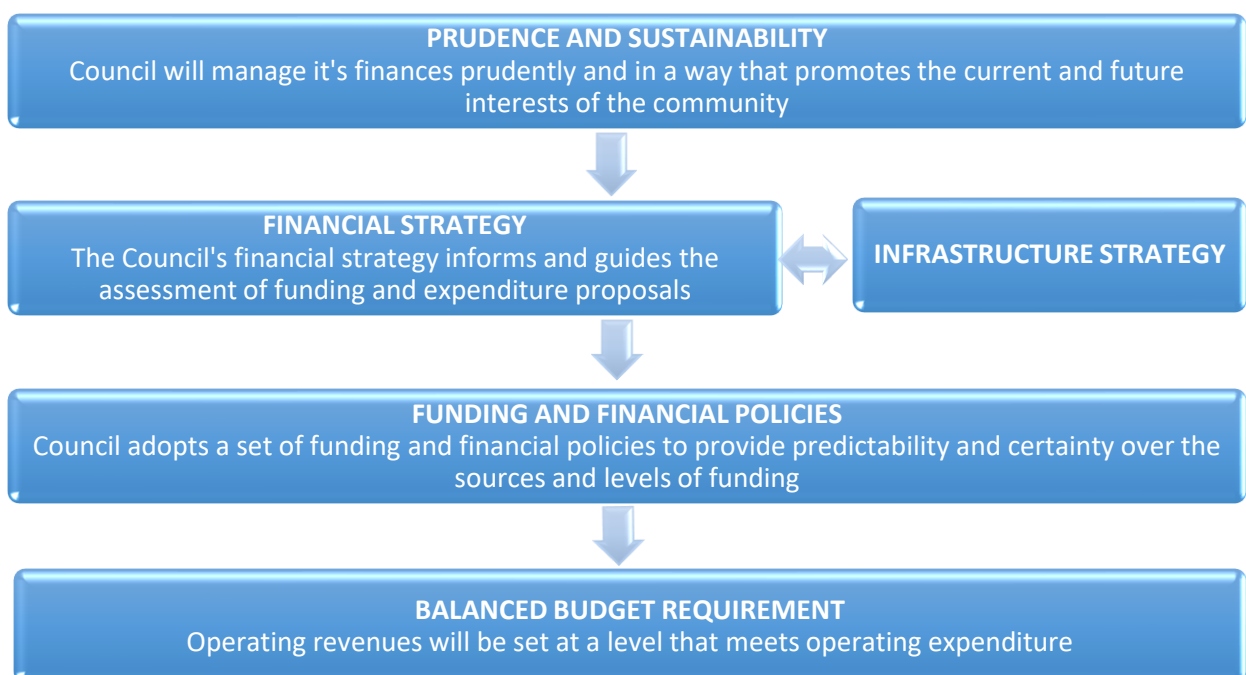 PRUDENCE AND SUSTAINABILITY
Council will manage it's finances prudently and in a way that promotes the current and future
interests of the community
FINANCIAL STRATEGY
The Council's financial strategy informs and guides the
assessment of funding and expenditure proposals
INFRASTRUCTURE STRATEGY
FUNDING AND FINANCIAL POLICIES
Council adopts a set of funding and financial policies to provide predictability and certainty over the
sources and levels of funding
BALANCED BUDGET REQUIREMENT
Operating revenues will be set at a level that meets operating expenditure